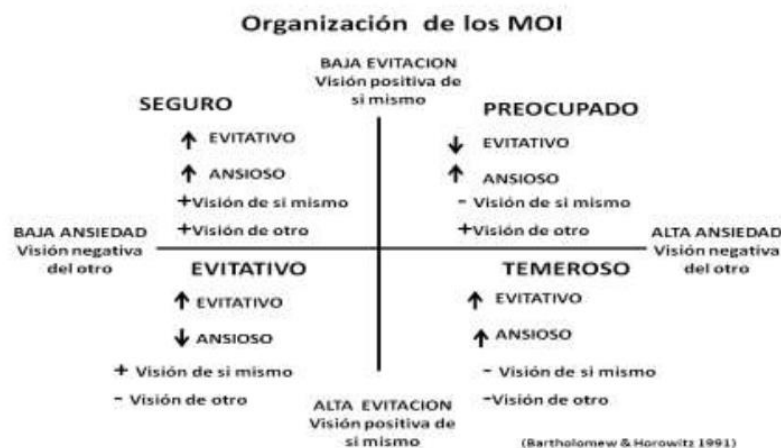 Organización de los MOI
BAJA EVITACION
Visión positiva de
si mismo
SEGURO
↑ EVITATIVO
↑ ANSIOSO
+Visión de si mismo
+Visión de otro
PREOCUPADO
↓ EVITATIVO
↑ ANSIOSO
- Visión de si mismo
+Visión de otro
BAJA ANSIEDAD
Visión negativa
del otro
ALTA ANSIEDAD
Visión negativa
del otro
EVITATIVO
↑ EVITATIVO
↓ ANSIOSO
+ Visión de si mismo
- Visión de otro
TEMEROSO
↑ EVITATIVO
↑ ANSIOSO
- Visión de si mismo
-Visión de otro
ALTA EVITACION
Visión positiva de
si mismo
(Bartholomew & Horowitz 1991)